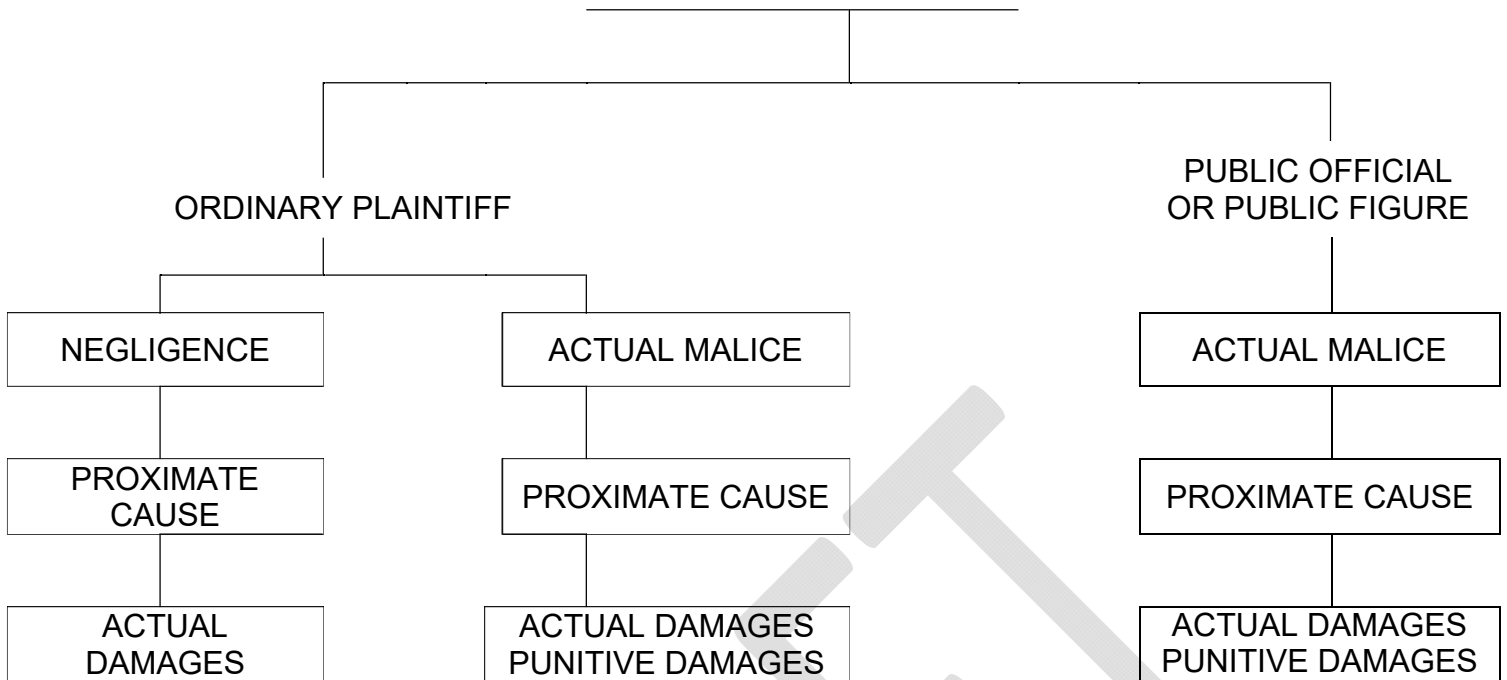 ORDINARY PLAINTIFF
PUBLIC OFFICIAL
OR PUBLIC FIGURE
NEGLIGENCE
ACTUAL MALICE
ACTUAL MALICE
PROXIMATE
CAUSE
PROXIMATE CAUSE
PROXIMATE CAUSE
ACTUAL
DAMAGES
ACTUAL DAMAGES
PUNITIVE DAMAGES
ACTUAL DAMAGES
PUNITIVE DAMAGES